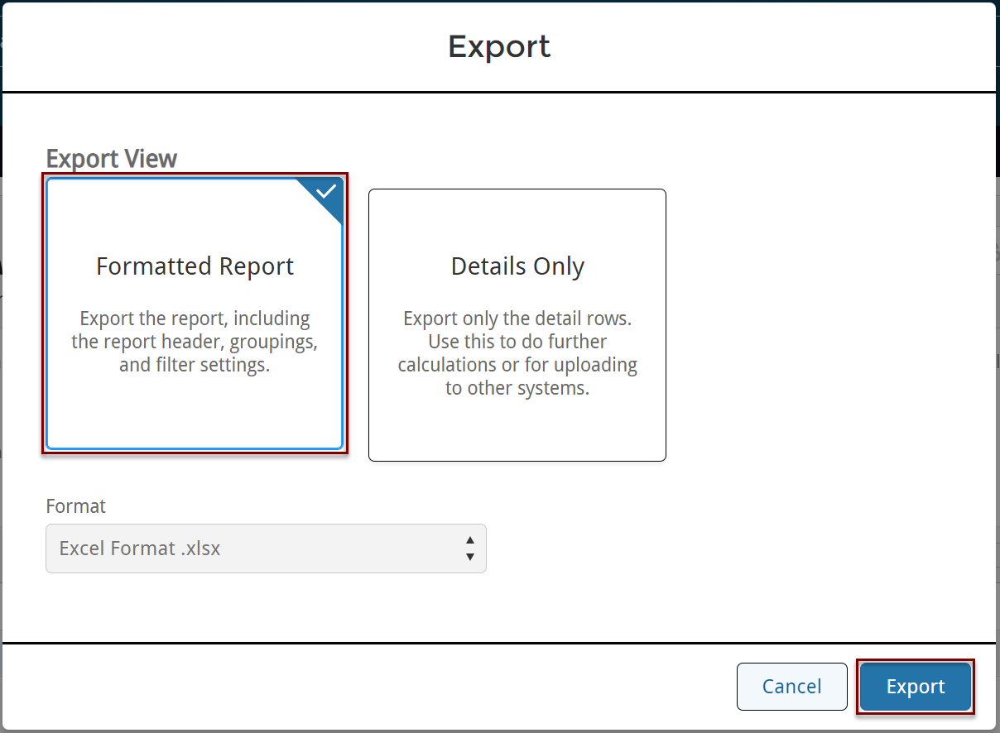 Export
Export View
Formatted Report
Export the report, including
the report header, groupings,
and filter settings.
Details Only
Export only the detail rows.
Use this to do further
calculations or for uploading
to other systems.
Format
Excel Format .xlsx
Cancel
Export